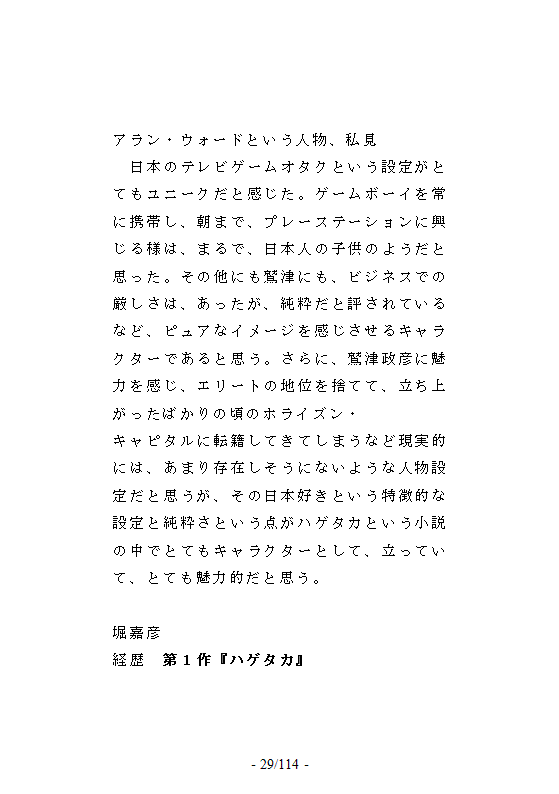 アラン・ウォードという人物、私見
　日本のテレビゲームオタクという設定がと
てもユニークだと感じた。ゲームボーイを常
に携帯し、朝まで、プレーステーションに興
じる様は、まるで、日本人の子供のようだと
思った。その他にも鷲津にも、ビジネスでの
厳しさは、あったが、純粋だと評されている
など、ピュアなイメージを感じさせるキャラ
クターであると思う。さらに、鷲津政彦に魅
力を感じ、エリートの地位を捨てて、立ち上
がったばかりの頃のホライズン・
キャピタルに転籍してきてしまうなど現実的
には、あまり存在しそうにないような人物設
定だと思うが、その日本好きという特徴的な
設定と純粋さという点がハゲタカという小説
の中でとてもキャラクターとして、立ってい
て、とても魅力的だと思う。
堀嘉彦
経歴　第１作『ハゲタカ』
- 29/114 -